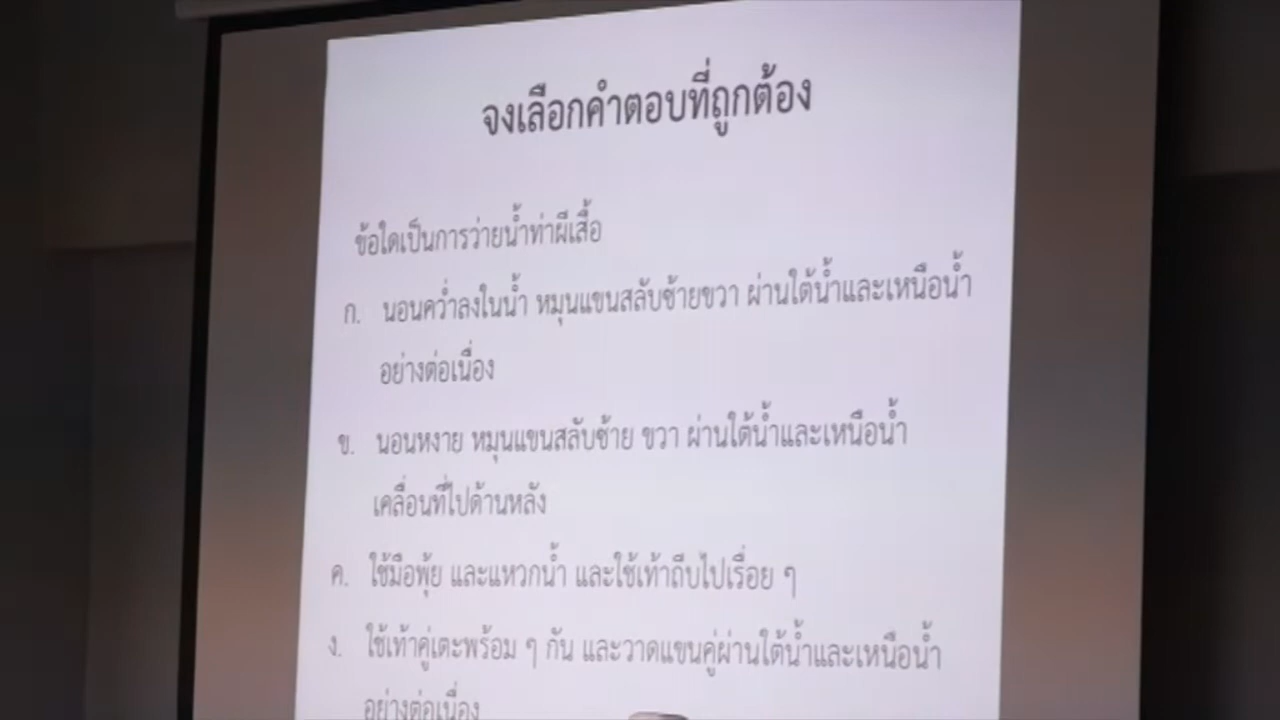 จงเลือกคำตอบที่ถูกต้อง
ข้อใดเป็นการว่ายน้ำท่าผีเสื้อ
ก. นอนคว่ำลงในน้ำ หมุนแขนสลับซ้ายขวา ผ่านใต้น้ำและเหนือน้ำ
อย่างต่อเนื่อง
ข. นอนหงาย หมุนแขนสลับซ้าย ขวา ผ่านใต้น้ำและเหนือน้ำ
เคลื่อนที่ไปด้านหลัง
ค. ใช้มือพุ้ย และแหวกน้ำ และใช้เท้าถีบไปเรื่อย ๆ
ง. ใช้เท้าคู่เตะพร้อม ๆ กัน และวาดแขนคู่ผ่านใต้น้ำและเหนือน้ำ
อย่างต่อเนื่อง